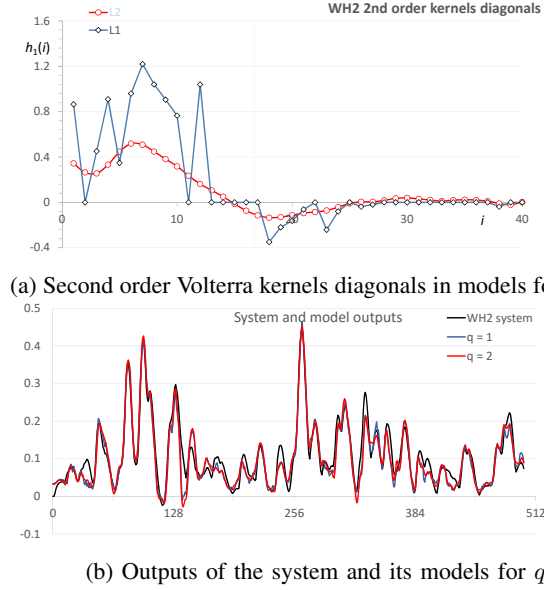 WH2 2nd order kernels diagonals
L2
L1
1.6
h₁(i)
1.2
0.8
0.4
0
-0.4
0 10 20 30 40
i
(a) Second order Volterra kernels diagonals in models fo
System and model outputs
WH2 system
q = 1
q = 2
0.5
0.4
0.3
0.2
0.1
0
-0.1
0 128 256 384 512
(b) Outputs of the system and its models for q